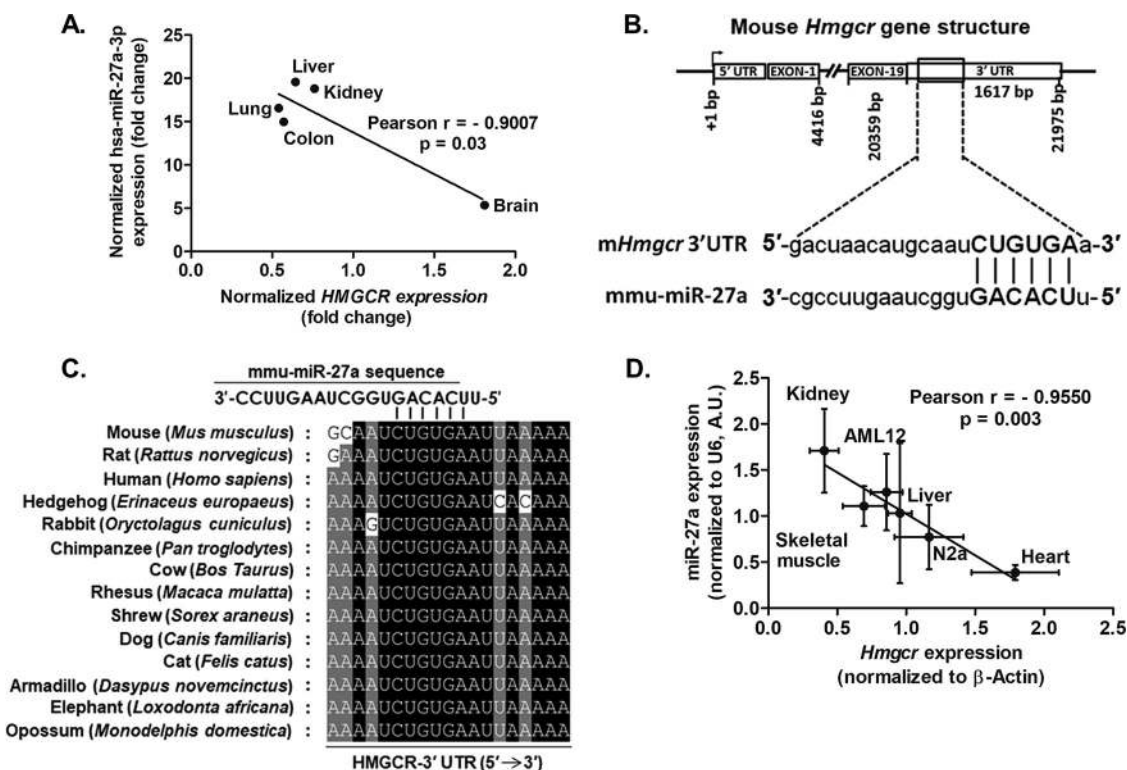 A.
Normalized hsa-miR-27a-3p
expression (fold change)
25
20
15
10
5
0
Liver
Kidney
Lung
Colon
Brain
Pearson r = - 0.9007
p = 0.03
0.0 0.5 1.0 1.5 2.0
Normalized HMGCR expression
(fold change)
B.
Mouse Hmgcr gene structure
5′ UTR EXON-1 EXON-19 3′ UTR
1617 bp
+1 bp
4416 bp
20359 bp
21975 bp
mHmgcr 3′UTR 5′-gacuaacaugcaauCUGUGAa-3′
mmu-miR-27a 3′-cgccuugaaucgguGACACUu-5′
C.
mmu-miR-27a sequence
3′-CCUUGAAUCGGUGACACUU-5′
Mouse (Mus musculus) : GCAAUCUGUGAAUUAAAAA
Rat (Rattus norvegicus) : GAAAUCUGUGAAUUAAAAA
Human (Homo sapiens) : AAAAUCUGUGAAUUAAAAA
Hedgehog (Erinaceus europaeus) : AAAAUCUGUGAAUCACAAA
Rabbit (Oryctolagus cuniculus) : AAAGUCUGUGAAUUAAAAA
Chimpanzee (Pan troglodytes) : AAAAUCUGUGAAUUAAAAA
Cow (Bos Taurus) : AAAAUCUGUGAAUUAAAAA
Rhesus (Macaca mulatta) : AAAAUCUGUGAAUUAAAAA
Shrew (Sorex araneus) : AAAAUCUGUGAAUUAAAAA
Dog (Canis familiaris) : AAAAUCUGUGAAUUAAAAA
Cat (Felis catus) : AAAAUCUGUGAAUUAAAAA
Armadillo (Dasypus novemcinctus) : AAAAUCUGUGAAUUAAAAA
Elephant (Loxodonta africana) : AAAAUCUGUGAAUUAAAAA
Opossum (Monodelphis domestica) : AAAAUCUGUGAAUUAAAAA
HMGCR-3′ UTR (5′→3′)
D.
miR-27a expression
(normalized to U6, A.U.)
2.5
2.0
1.5
1.0
0.5
0.0
Kidney
AML12
Liver
Skeletal
muscle
N2a
Heart
Pearson r = - 0.9550
p = 0.003
0.0 0.5 1.0 1.5 2.0 2.5
Hmgcr expression
(normalized to β-Actin)